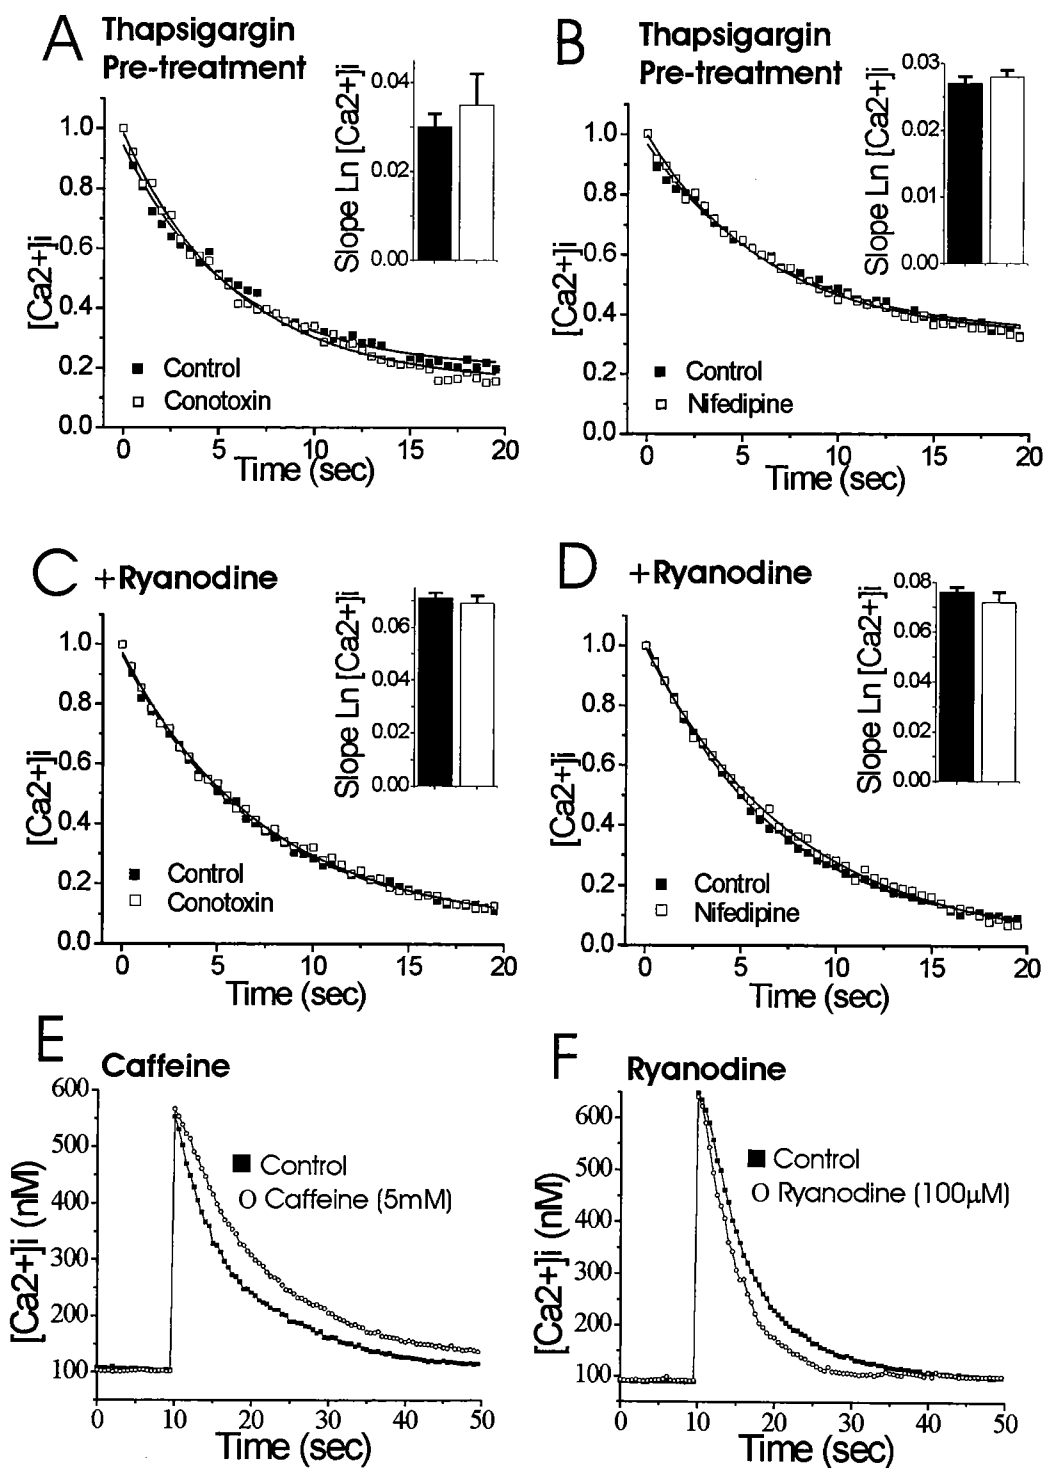 A Thapsigargin
Pre-treatment
Slope Ln [Ca2+]i
0.04
0.02
0.00
[Ca2+]i
1.0
0.8
0.6
0.4
0.2
0.0
Control
Conotoxin
0 5 10 15 20
Time (sec)
B Thapsigargin
Pre-treatment
Slope Ln [Ca2+]i
0.03
0.02
0.01
0.00
[Ca2+]i
1.0
0.8
0.6
0.4
0.2
0.0
Control
Nifedipine
0 5 10 15 20
Time (sec)
C +Ryanodine
Slope Ln [Ca2+]i
0.06
0.04
0.02
0.00
[Ca2+]i
1.0
0.8
0.6
0.4
0.2
0.0
Control
Conotoxin
0 5 10 15 20
Time (sec)
D +Ryanodine
Slope Ln [Ca2+]i
0.08
0.06
0.04
0.02
0.00
[Ca2+]i
1.0
0.8
0.6
0.4
0.2
0.0
Control
Nifedipine
0 5 10 15 20
Time (sec)
E Caffeine
[Ca2+]i (nM)
600
500
400
300
200
100
Control
Caffeine (5mM)
0 10 20 30 40 50
Time (sec)
F Ryanodine
[Ca2+]i (nM)
600
500
400
300
200
100
Control
Ryanodine (100μM)
0 10 20 30 40 50
Time (sec)